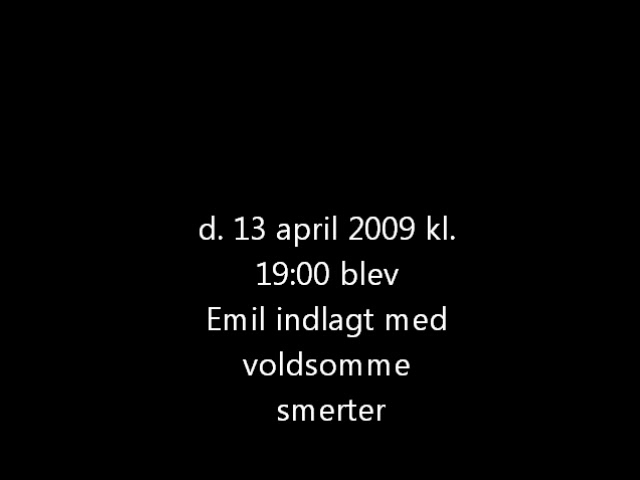 d. 13 april 2009 kl.
19:00 blev
Emil indlagt med
voldsomme
smerter